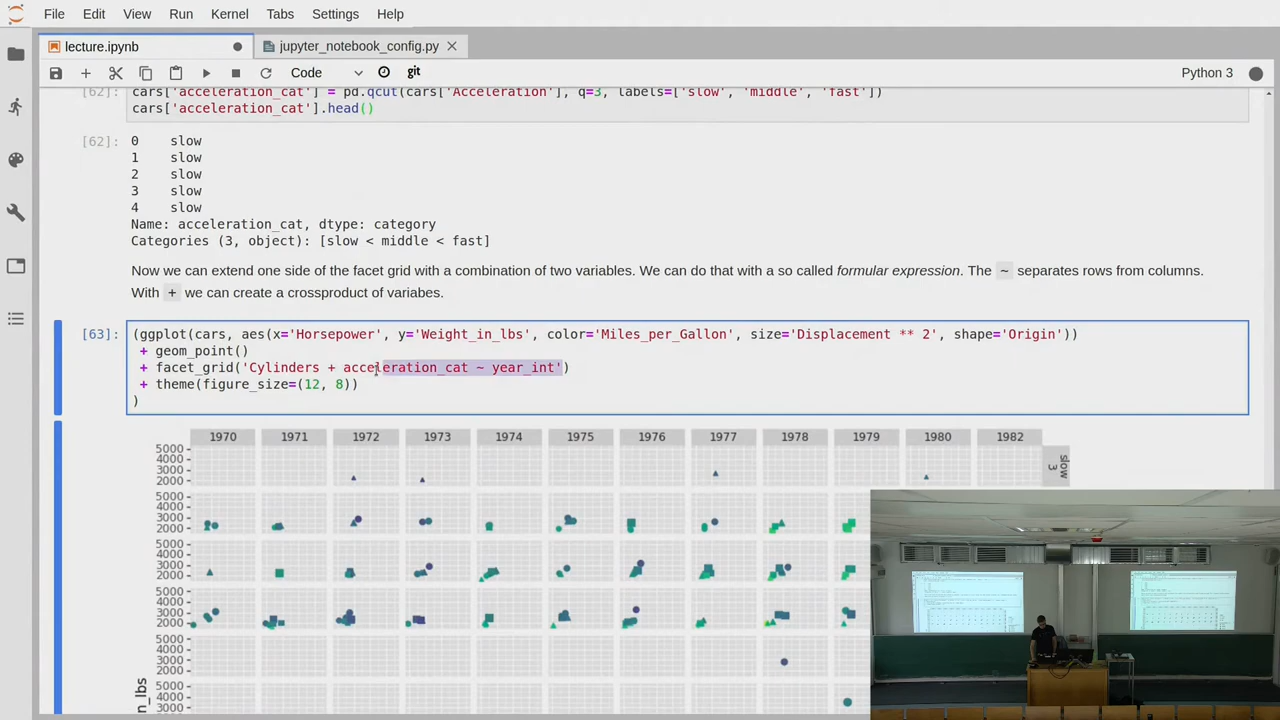 File Edit View Run Kernel Tabs Settings Help
lecture.ipynb
jupyter_notebook_config.py
Code
git
Python 3
[62]:
cars['acceleration_cat'] = pd.qcut(cars['Acceleration'], q=3, labels=['slow', 'middle', 'fast'])
cars['acceleration_cat'].head()
[62]:
0 slow
1 slow
2 slow
3 slow
4 slow
Name: acceleration_cat, dtype: category
Categories (3, object): [slow < middle < fast]
Now we can extend one side of the facet grid with a combination of two variables. We can do that with a so called formular expression. The ~ separates rows from columns.
With + we can create a crossproduct of variabes.
[63]:
(ggplot(cars, aes(x='Horsepower', y='Weight_in_lbs', color='Miles_per_Gallon', size='Displacement ** 2', shape='Origin'))
+ geom_point()
+ facet_grid('Cylinders + acceleration_cat ~ year_int')
+ theme(figure_size=(12, 8))
)
1970 1971 1972 1973 1974 1975 1976 1977 1978 1979 1980 1982
5000
4000
3000
2000
slow
3
5000
4000
3000
2000
5000
4000
3000
2000
5000
4000
3000
2000
5000
4000
3000
2000
5000
4000
3000
n_lbs